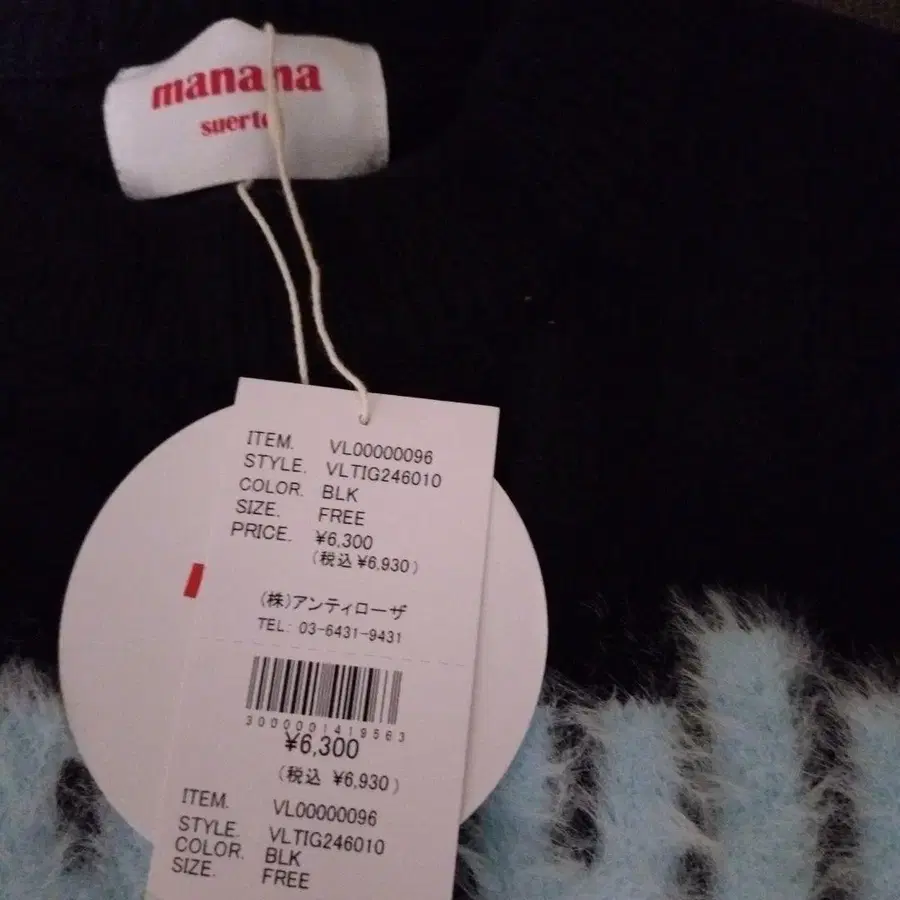 manana
suerte
ITEM. VL00000096
STYLE. VLTIG246010
COLOR. BLK
SIZE. FREE
PRICE. ¥6,300
(税込 ¥6,930)
(株)アンティローザ
TEL: 03-6431-9431
3000001419563
¥6,300
(税込 ¥6,930)
ITEM. VL00000096
STYLE. VLTIG246010
COLOR. BLK
SIZE. FREE